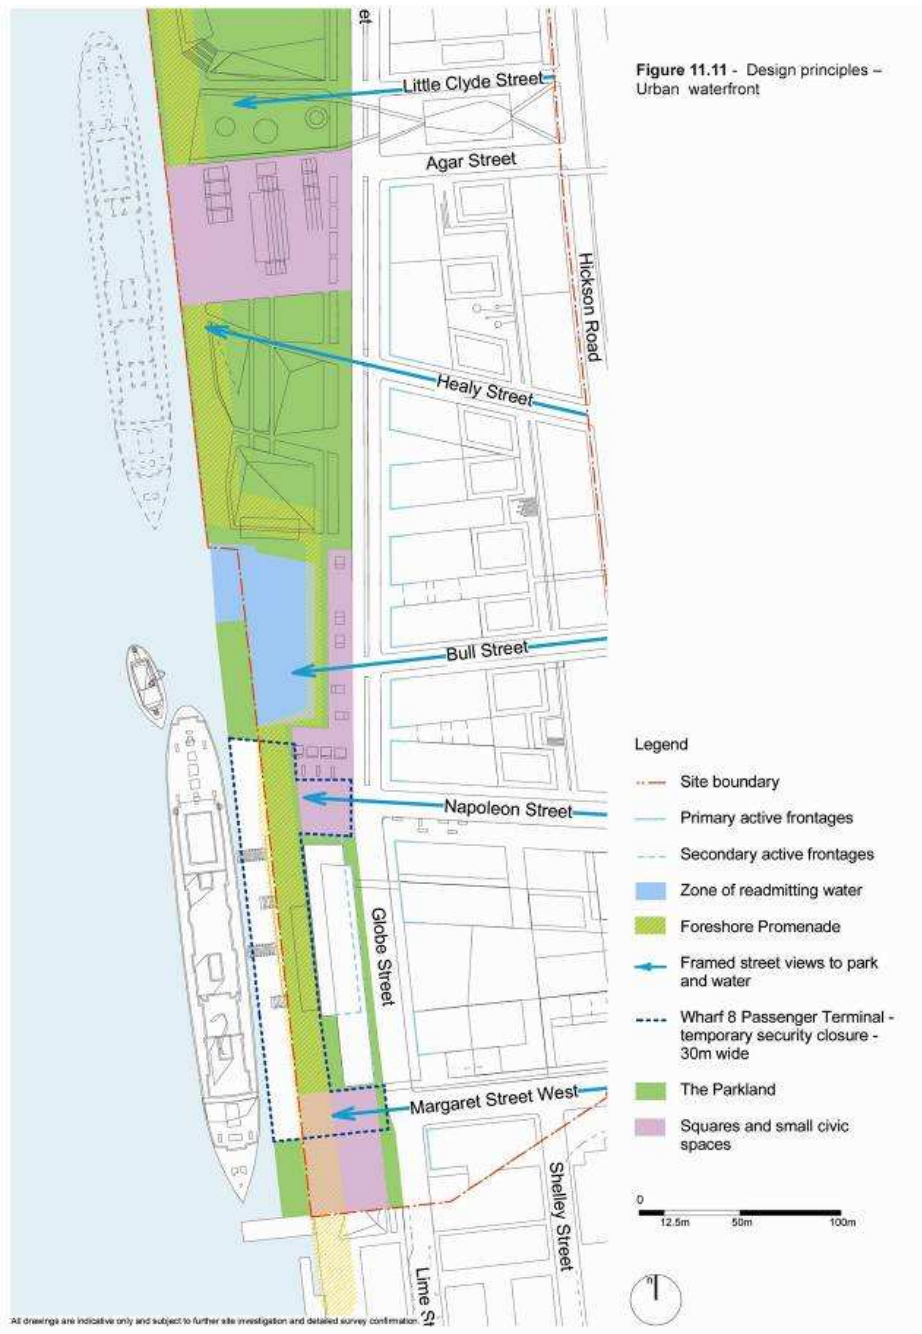 et
Little Clyde Street
Figure 11.11 - Design principles –
Urban waterfront
Agar Street
Hickson Road
Healy Street
Bull Street
Napoleon Street
Globe Street
Margaret Street West
Shelley Street
Lime St
Legend
Site boundary
Primary active frontages
Secondary active frontages
Zone of readmitting water
Foreshore Promenade
Framed street views to park
and water
Wharf 8 Passenger Terminal -
temporary security closure -
30m wide
The Parkland
Squares and small civic
spaces
0
12.5m 50m 100m
n
All drawings are indicative only and subject to further site investigation and detailed survey confirmation.